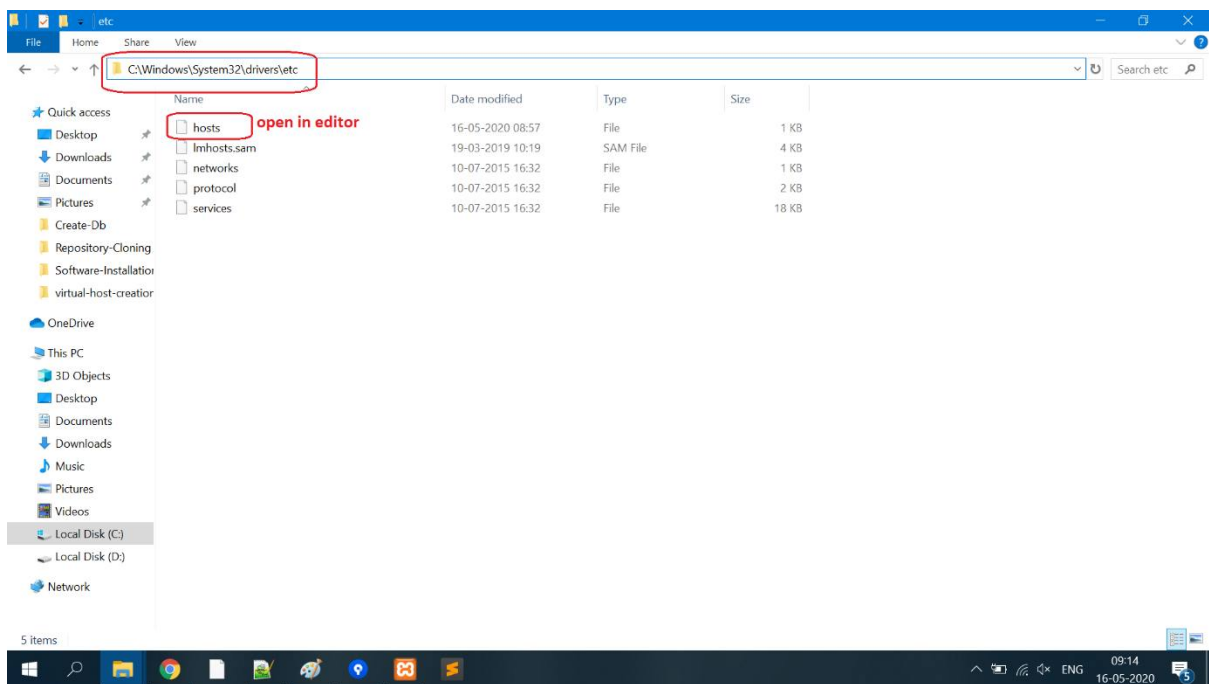 etc
File Home Share View
C:\Windows\System32\drivers\etc
Search etc
Name Date modified Type Size
hosts 16-05-2020 08:57 File 1 KB
open in editor
lmhosts.sam 19-03-2019 10:19 SAM File 4 KB
networks 10-07-2015 16:32 File 1 KB
protocol 10-07-2015 16:32 File 2 KB
services 10-07-2015 16:32 File 18 KB
Quick access
Desktop
Downloads
Documents
Pictures
Create-Db
Repository-Cloning
Software-Installation
virtual-host-creation
OneDrive
This PC
3D Objects
Desktop
Documents
Downloads
Music
Pictures
Videos
Local Disk (C:)
Local Disk (D:)
Network
5 items
ENG
09:14
16-05-2020
5